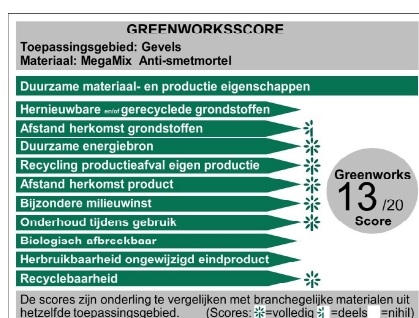 GREENWORKSSCORE
Toepassingsgebied: Gevels
Materiaal: MegaMix Anti-smetmortel
Duurzame materiaal- en productie eigenschappen
Hernieuwbare en/of gerecyclede grondstoffen
Afstand herkomst grondstoffen
Duurzame energiebron
Recycling productieafval eigen productie
Afstand herkomst product
Bijzondere milieuwinst
Onderhoud tijdens gebruik
Biologisch afbreekbaar
Herbruikbaarheid ongewijzigd eindproduct
Recyclebaarheid
Greenworks
13 /20
Score
De scores zijn onderling te vergelijken met branchegelijke materialen uit
hetzelfde toepassingsgebied. (Scores: =volledig =deels =nihil)